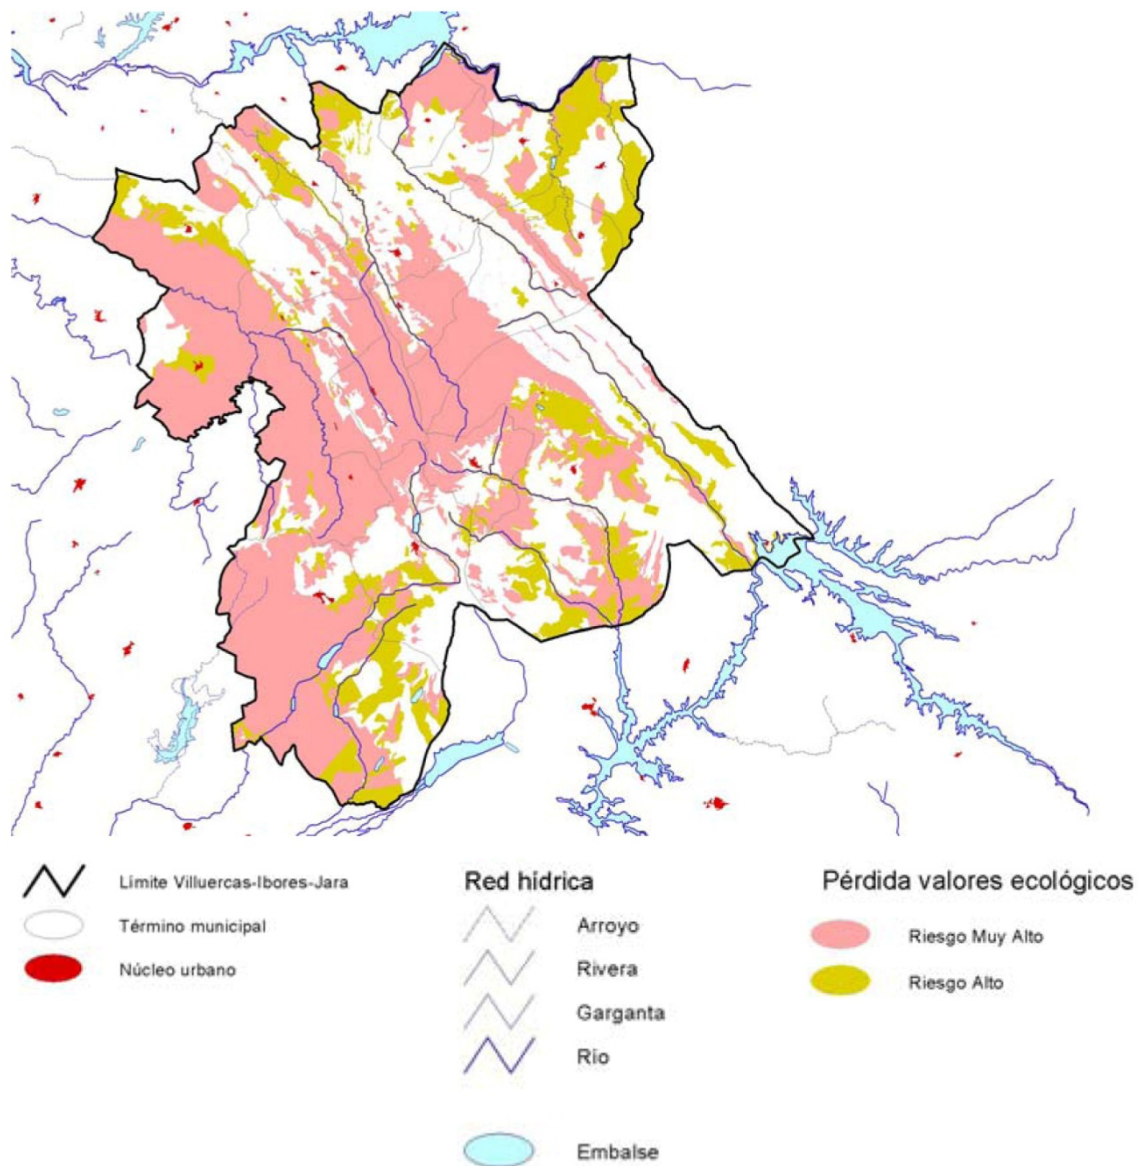 Límite Villuercas-Ibores-Jara
Término municipal
Núcleo urbano
Red hídrica
Arroyo
Rivera
Garganta
Río
Embalse
Pérdida valores ecológicos
Riesgo Muy Alto
Riesgo Alto